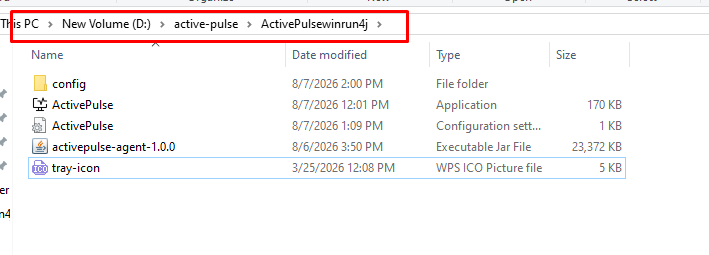 This PC > New Volume (D:) > active-pulse > ActivePulsewinrun4j >
Name Date modified Type Size
config 8/7/2026 2:00 PM File folder
ActivePulse 8/7/2026 12:01 PM Application 170 KB
ActivePulse 8/7/2026 1:09 PM Configuration sett... 1 KB
activepulse-agent-1.0.0 8/6/2026 3:50 PM Executable Jar File 23,372 KB
tray-icon 3/25/2026 12:08 PM WPS ICO Picture file 5 KB